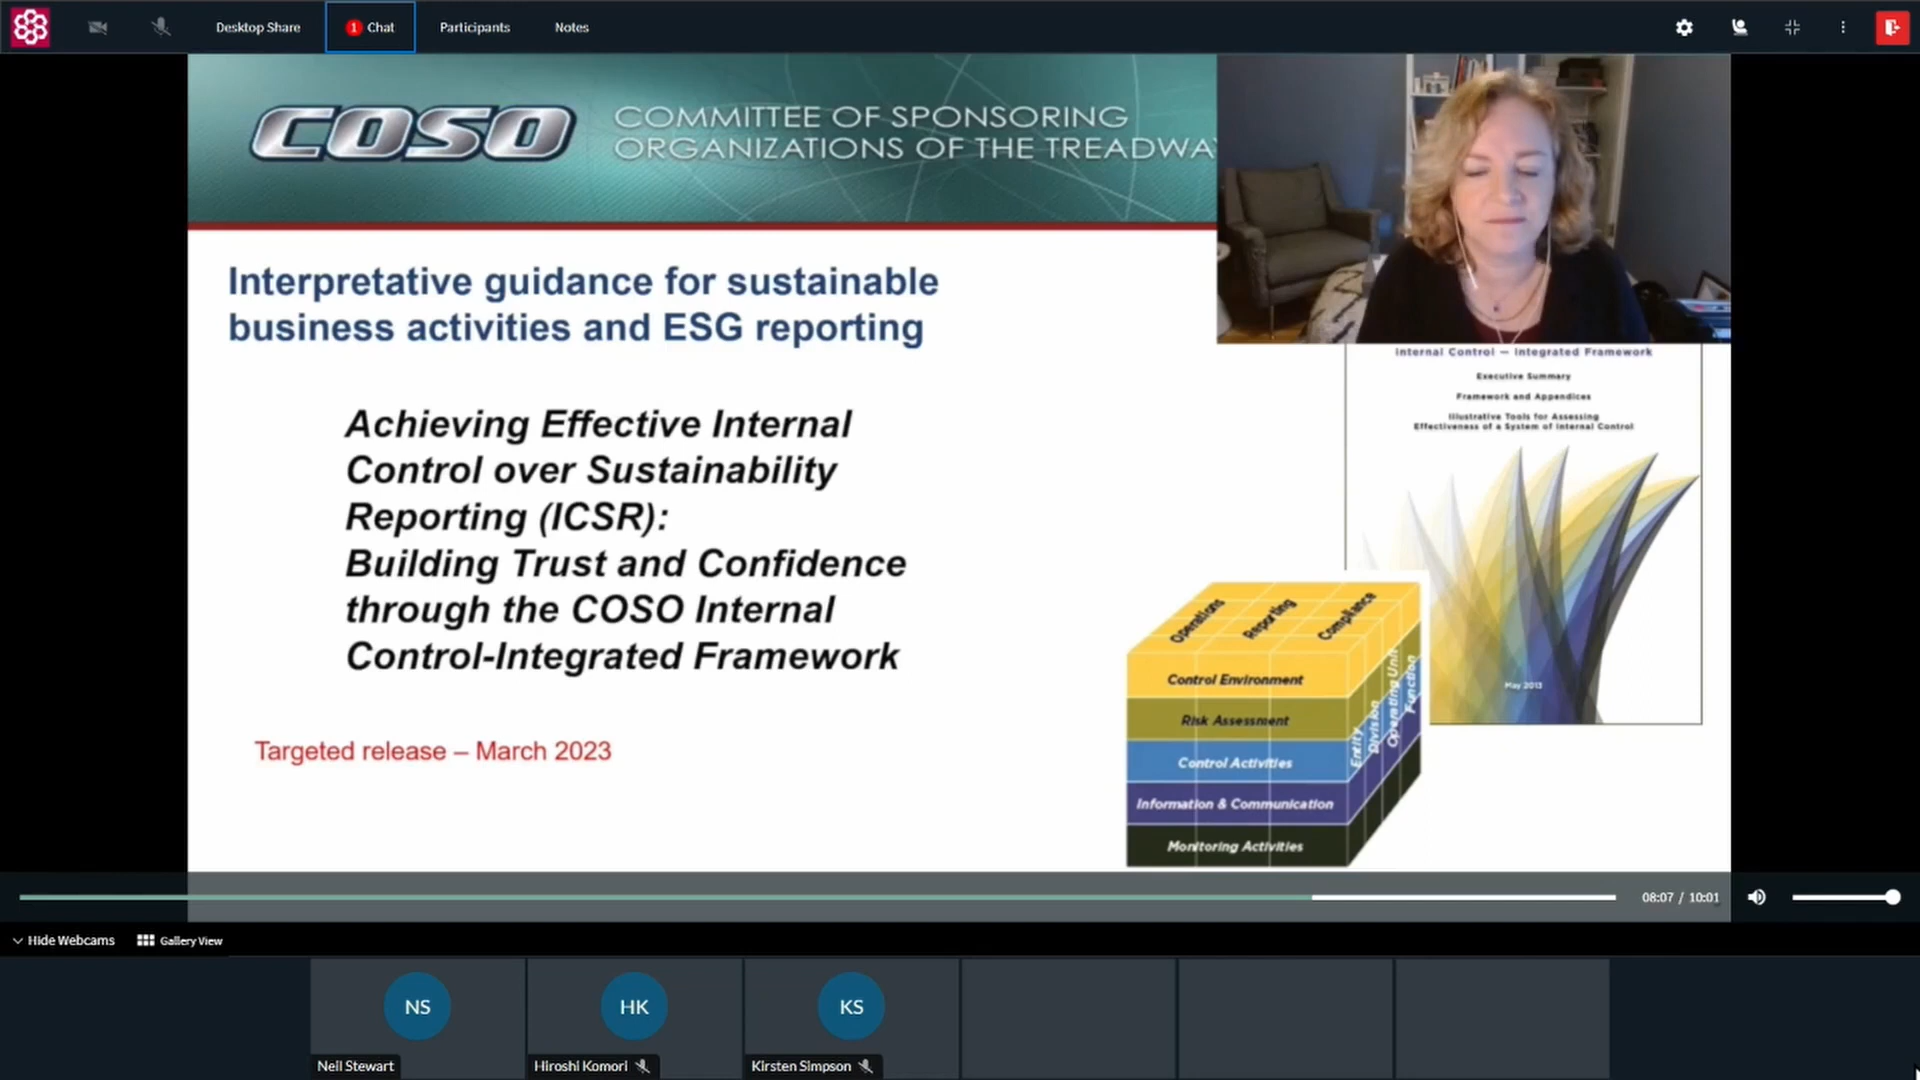 Desktop Share
1 Chat
Participants
Notes
COSO
COMMITTEE OF SPONSORING
ORGANIZATIONS OF THE TREADWAY
Interpretative guidance for sustainable
business activities and ESG reporting
Achieving Effective Internal
Control over Sustainability
Reporting (ICSR):
Building Trust and Confidence
through the COSO Internal
Control-Integrated Framework
Targeted release – March 2023
Internal Control — Integrated Framework
Executive Summary
Framework and Appendices
Illustrative Tools for Assessing
Effectiveness of a System of Internal Control
May 2013
Operations
Reporting
Compliance
Control Environment
Risk Assessment
Control Activities
Information & Communication
Monitoring Activities
Entity
Division
Operating Unit
Function
08:07 / 10:01
Hide Webcams
Gallery View
NS
HK
KS
Neil Stewart
Hiroshi Komori
Kirsten Simpson